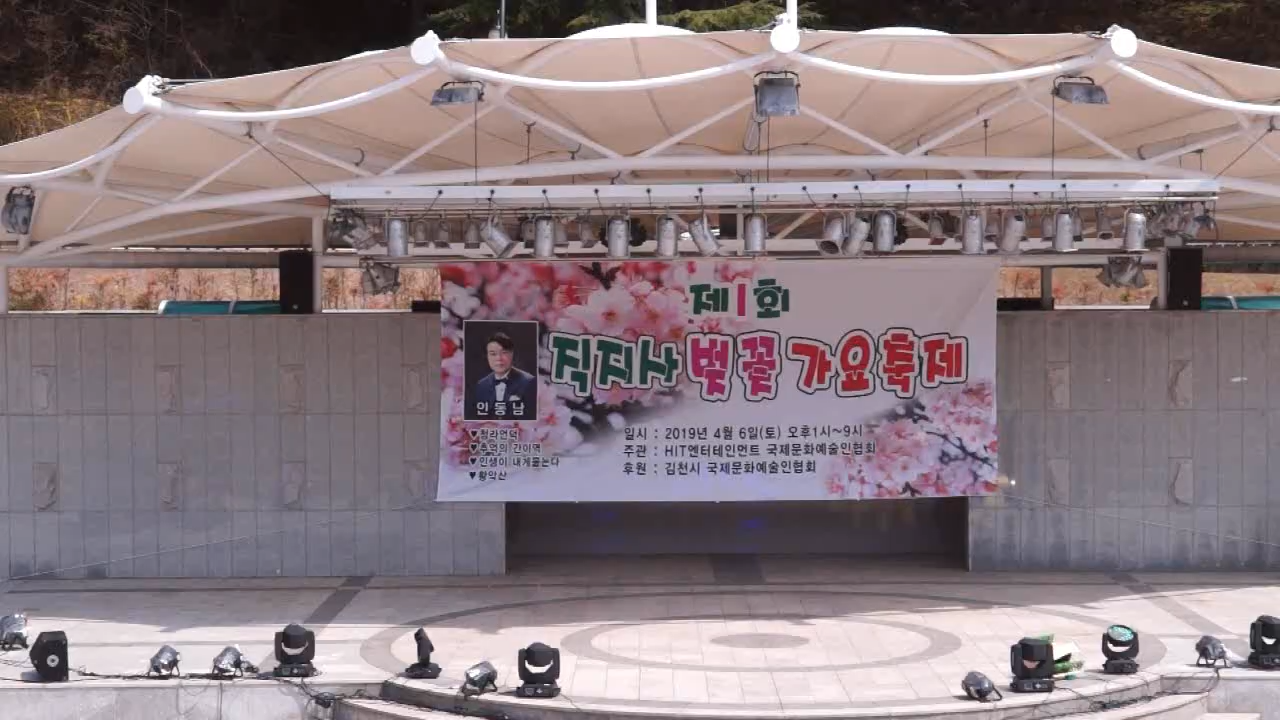 제1회
직지사 벚꽃 가요축제
인동남
♥청라언덕
♥추억의 간이역
♥인생이 내게묻는다
♥황악산
일시 : 2019년 4월 6일(토) 오후1시~9시
주관 : HIT엔터테인먼트 국제문화예술인협회
후원 : 김천시 국제문화예술인협회